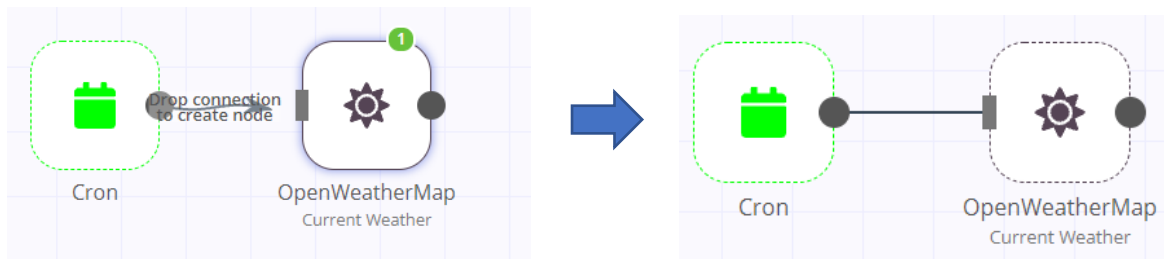 1
Drop connection
to create node
Cron
OpenWeatherMap
Current Weather
Cron
OpenWeatherMap
Current Weather